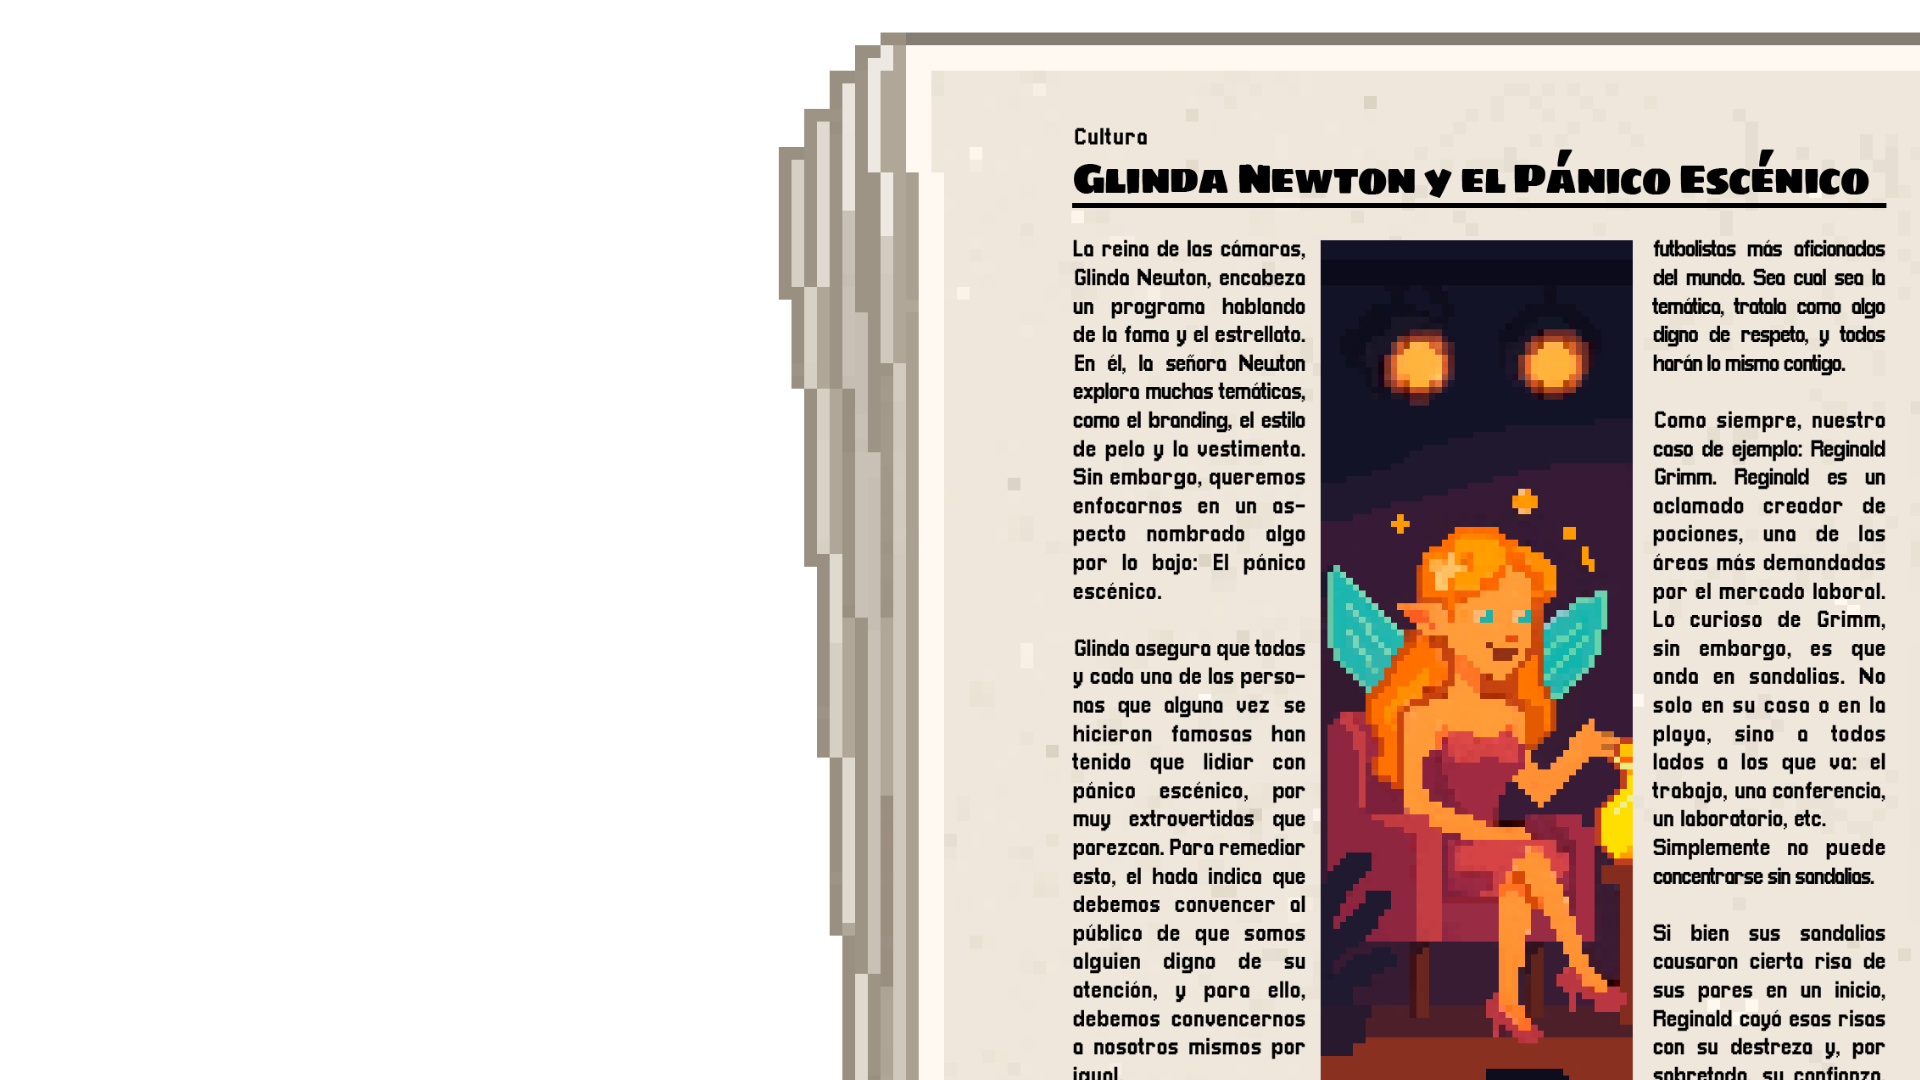 Cultura
Glinda Newton y el Pánico Escénico
La reina de las cámaras,
Glinda Newton, encabeza
un programa hablando
de la fama y el estrellato.
En él, la señora Newton
explora muchas temáticas,
como el branding, el estilo
de pelo y la vestimenta.
Sin embargo, queremos
enfocarnos en un as-
pecto nombrado algo
por lo bajo: El pánico
escénico.
Glinda asegura que todas
y cada una de las perso-
nas que alguna vez se
hicieron famosas han
tenido que lidiar con
pánico escénico, por
muy extrovertidas que
parezcan. Para remediar
esto, el hada indica que
debemos convencer al
público de que somos
alguien digno de su
atención, y para ello,
debemos convencernos
a nosotros mismos por
igual.
futbolistas más aficionados
del mundo. Sea cual sea la
temática, tratala como algo
digno de respeto, y todos
harán lo mismo contigo.
Como siempre, nuestro
caso de ejemplo: Reginald
Grimm. Reginald es un
aclamado creador de
pociones, una de las
áreas más demandadas
por el mercado laboral.
Lo curioso de Grimm,
sin embargo, es que
anda en sandalias. No
solo en su casa o en la
playa, sino a todos
lados a los que va: el
trabajo, una conferencia,
un laboratorio, etc.
Simplemente no puede
concentrarse sin sandalias.
Si bien sus sandalias
causaron cierta risa de
sus pares en un inicio,
Reginald cayó esas risas
con su destreza y, por
sobretodo, su confianza.